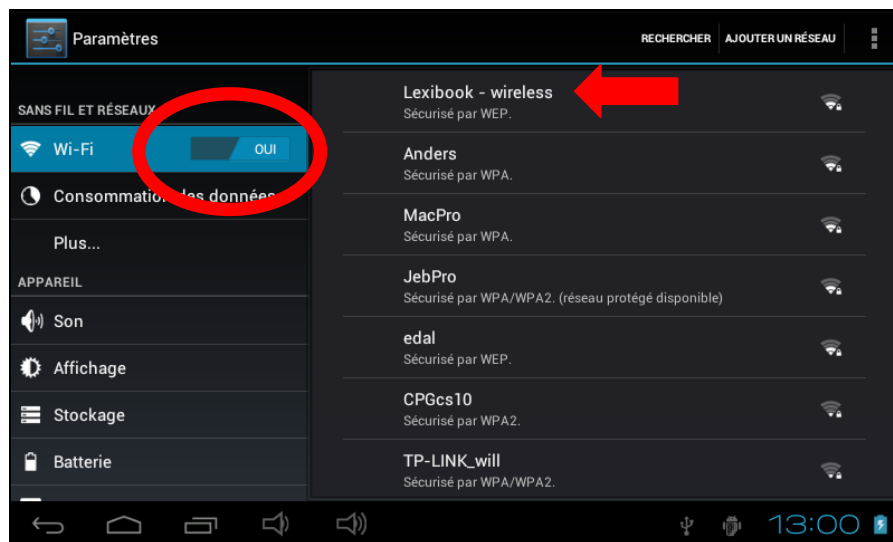 Paramètres
RECHERCHER
AJOUTER UN RÉSEAU
SANS FIL ET RÉSEAUX
Wi-Fi
OUI
Consommation des données
Plus...
APPAREIL
Son
Affichage
Stockage
Batterie
Lexibook - wireless
Sécurisé par WEP.
Anders
Sécurisé par WPA.
MacPro
Sécurisé par WPA.
JebPro
Sécurisé par WPA/WPA2. (réseau protégé disponible)
edal
Sécurisé par WEP.
CPGcs10
Sécurisé par WPA2.
TP-LINK_will
Sécurisé par WPA/WPA2.
13:00